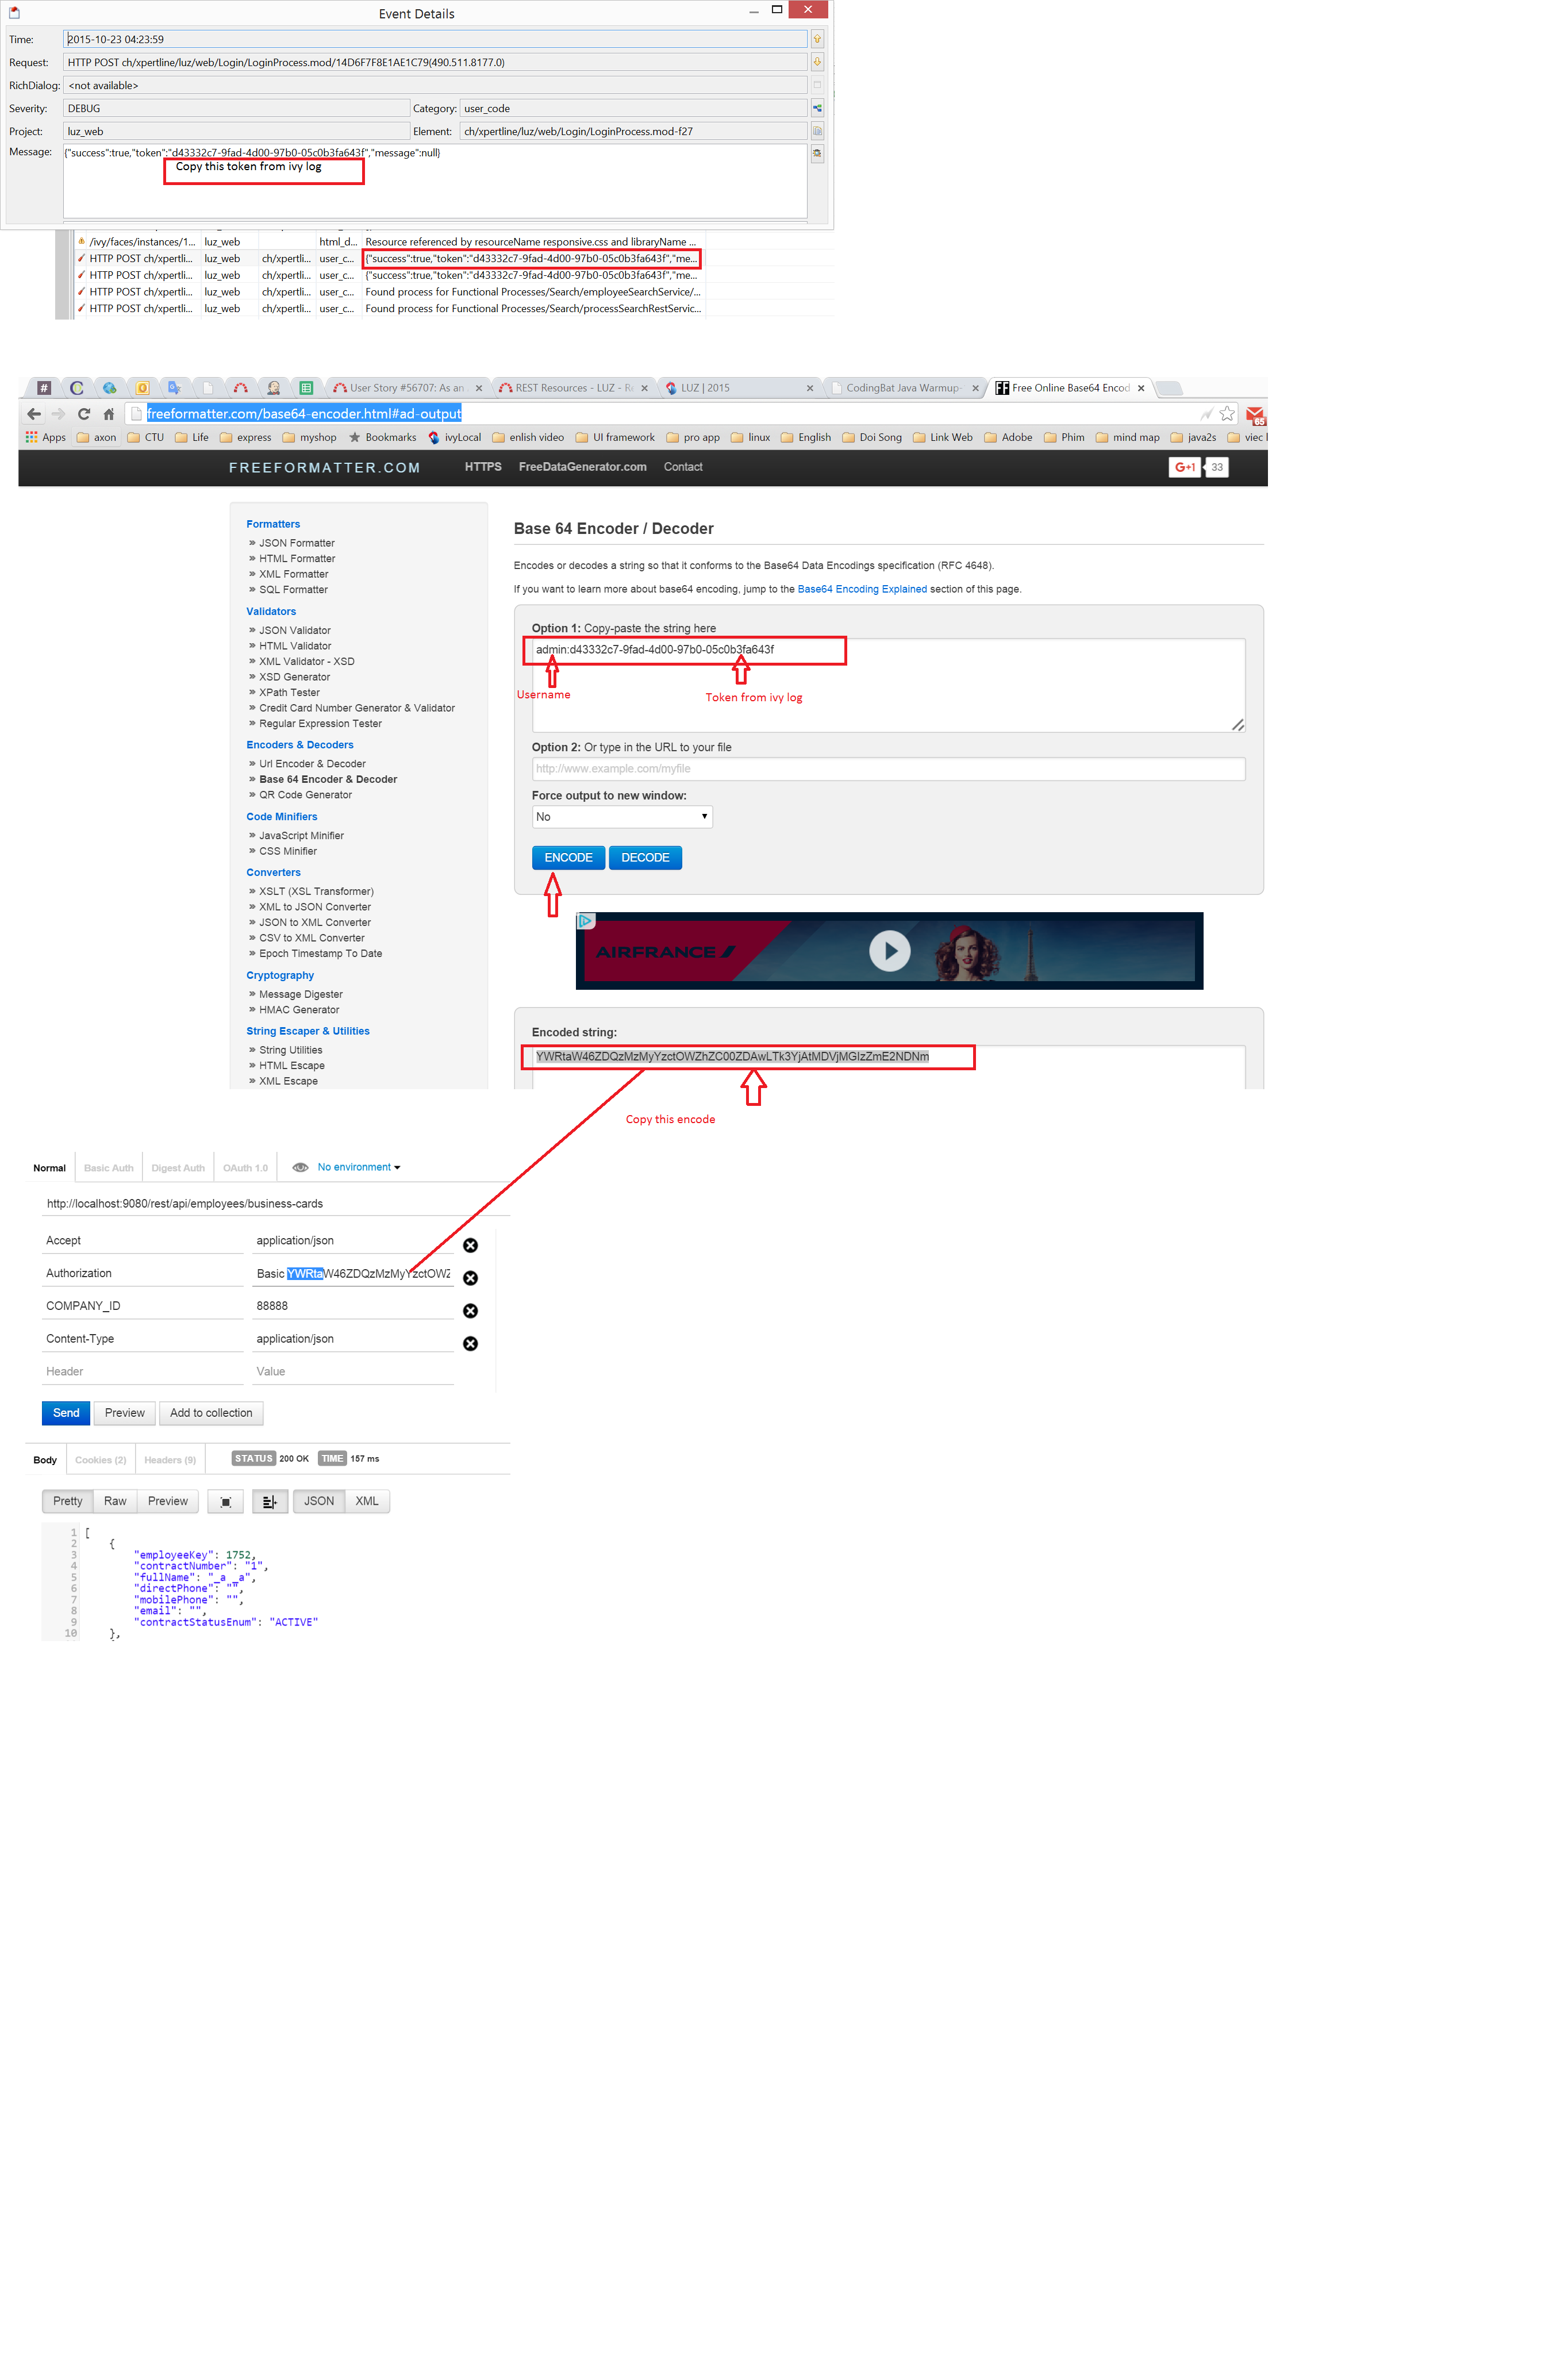 Event Details
Time: 2015-10-23 04:23:59
Request: HTTP POST ch/xpertline/luz/web/Login/LoginProcess.mod/14D6F7F8E1AE1C79(490.511.8177.0)
RichDialog: <not available>
Severity: DEBUG Category: user_code
Project: luz_web Element: ch/xpertline/luz/web/Login/LoginProcess.mod-f27
Message: {"success":true,"token":"d43332c7-9fad-4d00-97b0-05c0b3fa643f","message":null}
Copy this token from ivy log
/ivy/faces/instances/1... luz_web html_d... Resource referenced by resourceName responsive.css and libraryName ...
HTTP POST ch/xpertli... luz_web ch/xpertli... user_c... {"success":true,"token":"d43332c7-9fad-4d00-97b0-05c0b3fa643f","me...
HTTP POST ch/xpertli... luz_web ch/xpertli... user_c... {"success":true,"token":"d43332c7-9fad-4d00-97b0-05c0b3fa643f","me...
HTTP POST ch/xpertli... luz_web ch/xpertli... user_c... Found process for Functional Processes/Search/employeeSearchService/...
HTTP POST ch/xpertli... luz_web ch/xpertli... user_c... Found process for Functional Processes/Search/processSearchRestServic...
User Story #56707: As an REST Resources - LUZ - Re LUZ | 2015 CodingBat Java Warmup- Free Online Base64 Encod
freeformatter.com/base64-encoder.html#ad-output
65
Apps axon CTU Life express myshop Bookmarks ivyLocal enlish video UI framework pro app linux English Doi Song Link Web Adobe Phim mind map java2s viec l
FREEFORMATTER.COM HTTPS FreeDataGenerator.com Contact G+1 33
Formatters
» JSON Formatter
» HTML Formatter
» XML Formatter
» SQL Formatter
Validators
» JSON Validator
» HTML Validator
» XML Validator - XSD
» XSD Generator
» XPath Tester
» Credit Card Number Generator & Validator
» Regular Expression Tester
Encoders & Decoders
» Url Encoder & Decoder
» Base 64 Encoder & Decoder
» QR Code Generator
Code Minifiers
» JavaScript Minifier
» CSS Minifier
Converters
» XSLT (XSL Transformer)
» XML to JSON Converter
» JSON to XML Converter
» CSV to XML Converter
» Epoch Timestamp To Date
Cryptography
» Message Digester
» HMAC Generator
String Escaper & Utilities
» String Utilities
» HTML Escape
» XML Escape
Base 64 Encoder / Decoder
Encodes or decodes a string so that it conforms to the Base64 Data Encodings specification (RFC 4648).
If you want to learn more about base64 encoding, jump to the Base64 Encoding Explained section of this page.
Option 1: Copy-paste the string here
admin:d43332c7-9fad-4d00-97b0-05c0b3fa643f
Username
Token from ivy log
Option 2: Or type in the URL to your file
http://www.example.com/myfile
Force output to new window:
No
ENCODE DECODE
AIRFRANCE
Encoded string:
YWRtaW46ZDQzMzMyYzctOWZhZC00ZDAwLTk3YjAtMDVjMGIzZmE2NDNm
Copy this encode
Normal Basic Auth Digest Auth OAuth 1.0 No environment
http://localhost:9080/rest/api/employees/business-cards
Accept application/json
Authorization Basic YWRtaW46ZDQzMzMyYzctOWZ
COMPANY_ID 88888
Content-Type application/json
Header Value
Send Preview Add to collection
Body Cookies (2) Headers (9) STATUS 200 OK TIME 157 ms
Pretty Raw Preview JSON XML
1 [
2 {
3 "employeeKey": 1752,
4 "contractNumber": "1",
5 "fullName": "_a _a",
6 "directPhone": "",
7 "mobilePhone": "",
8 "email": "",
9 "contractStatusEnum": "ACTIVE"
10 },